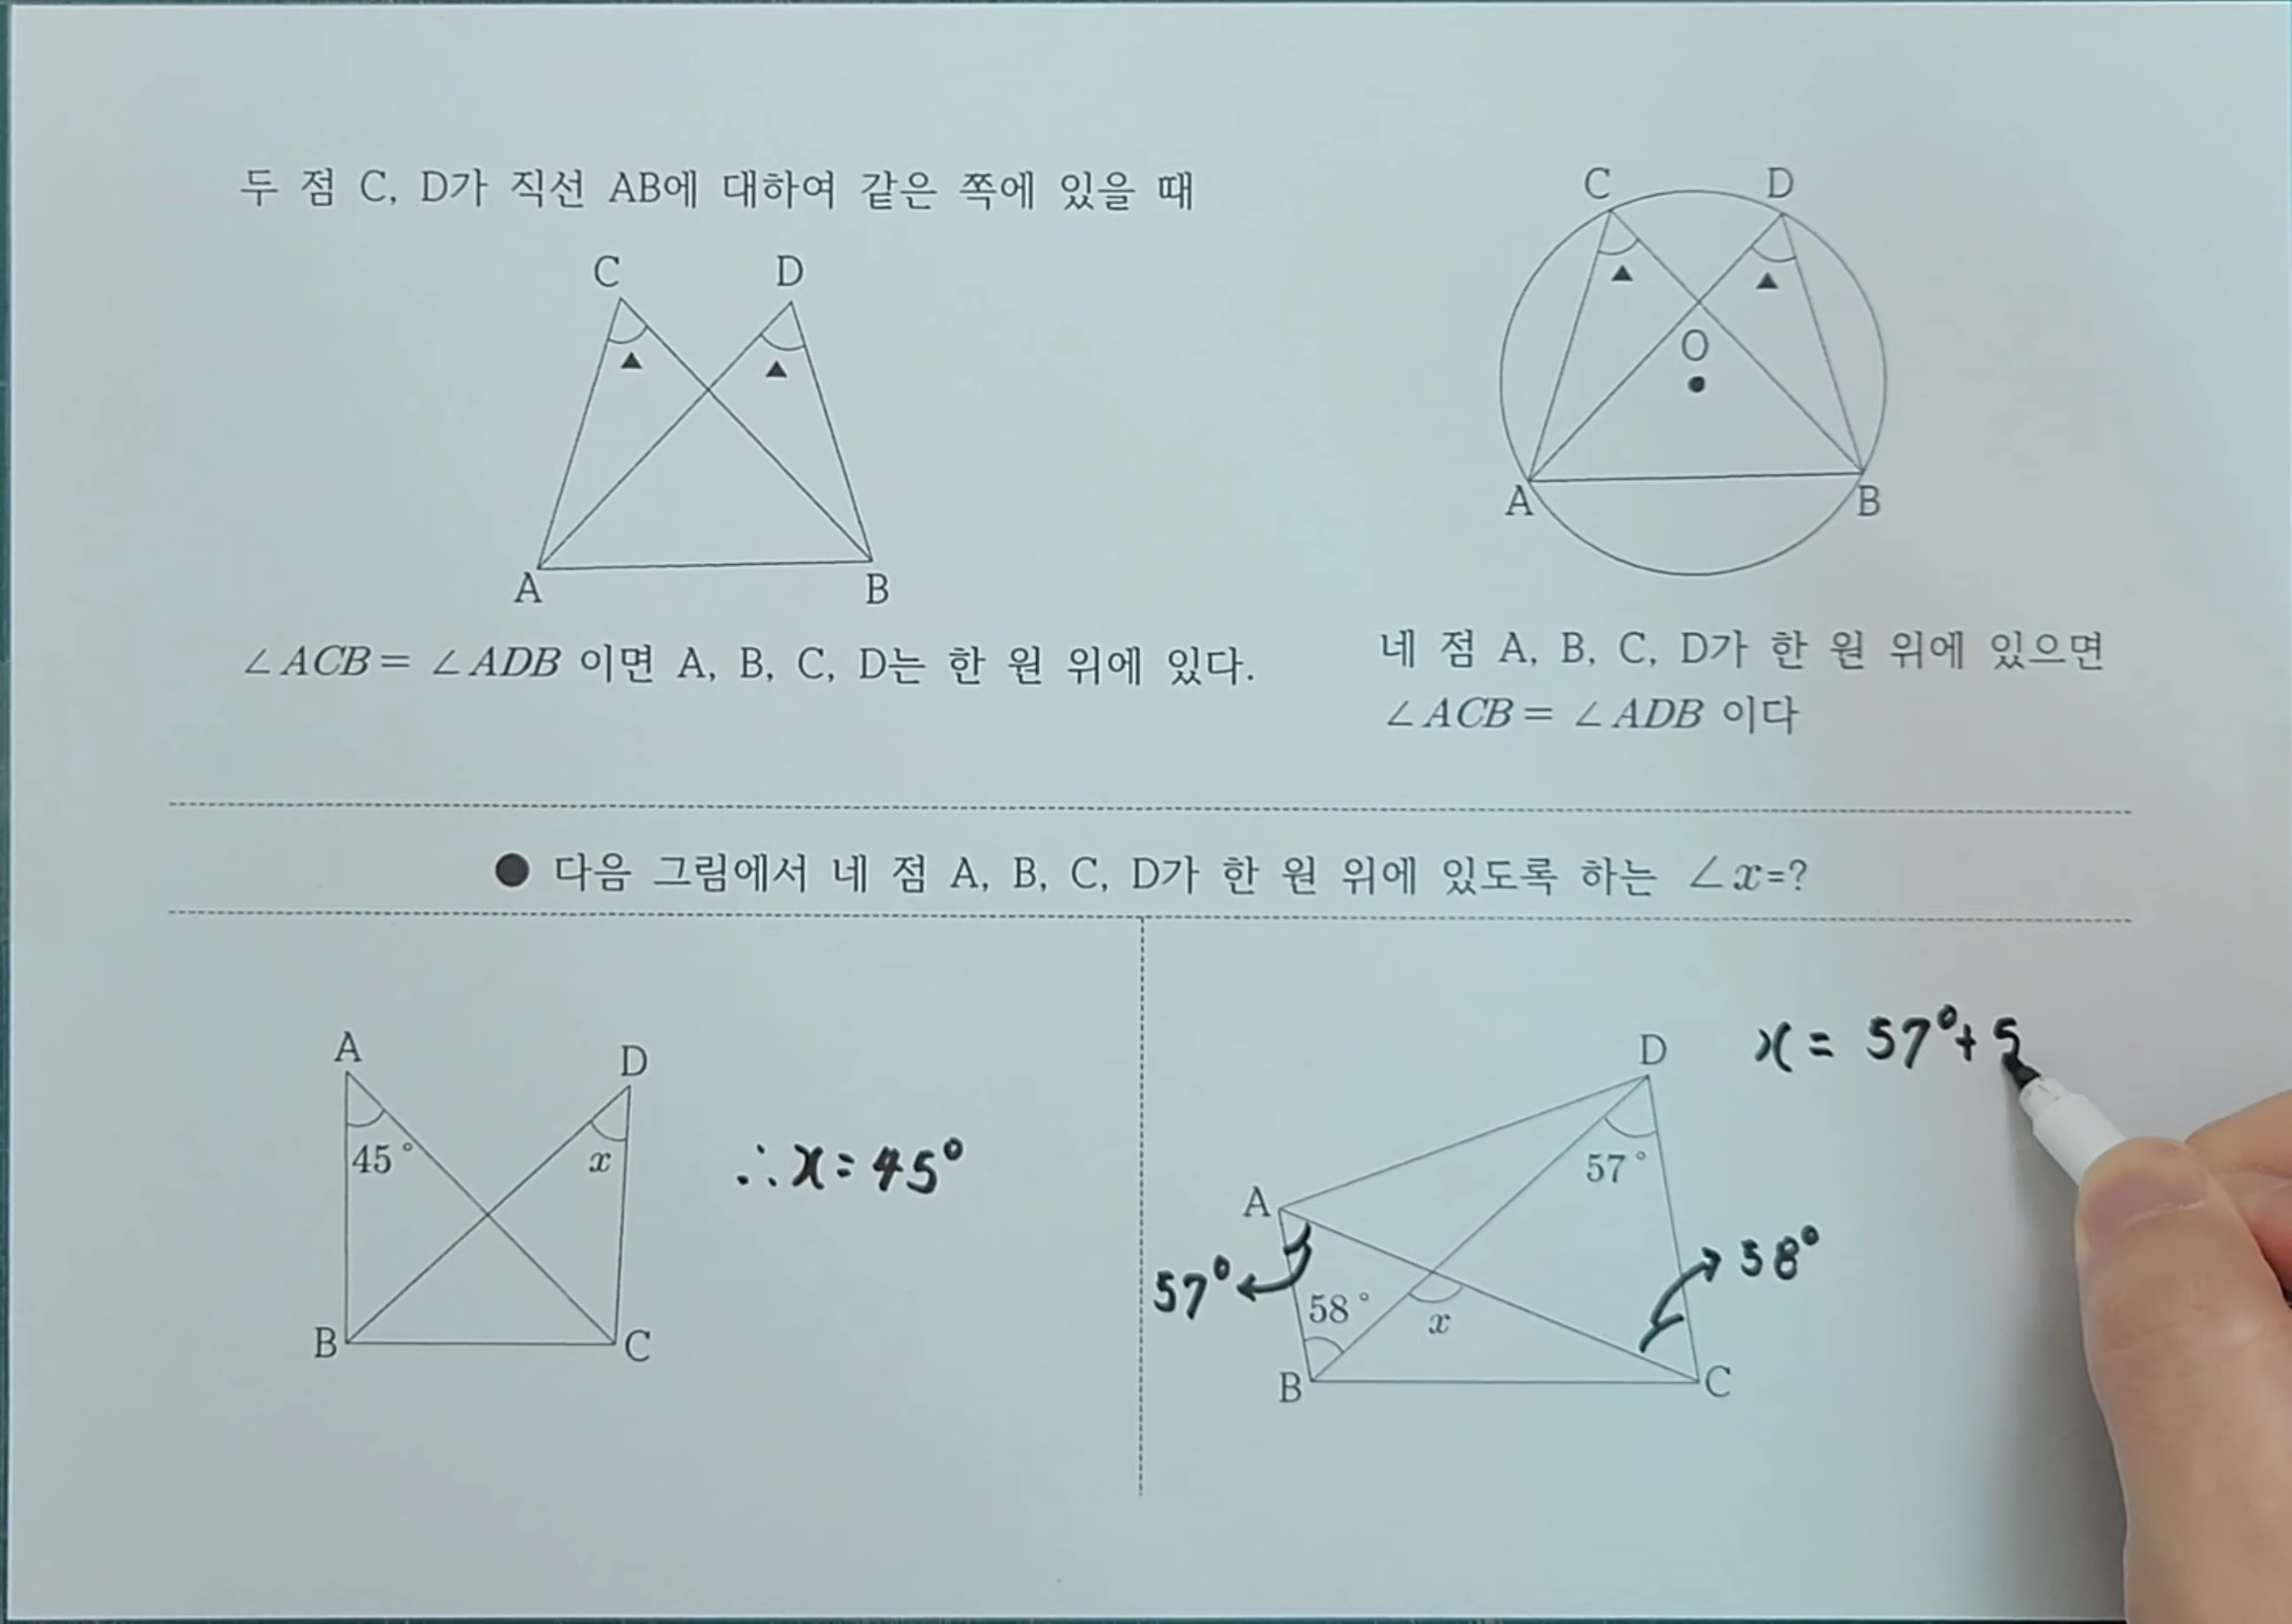 두 점 C, D가 직선 AB에 대하여 같은 쪽에 있을 때
C D
▲ ▲
A B
∠ACB= ∠ADB 이면 A, B, C, D는 한 원 위에 있다.
C D
▲ ▲
O
A B
네 점 A, B, C, D가 한 원 위에 있으면
∠ACB= ∠ADB 이다
● 다음 그림에서 네 점 A, B, C, D가 한 원 위에 있도록 하는 ∠x=?
A D
45° x
B C
∴x=45°
D
57°
A
57°
58°
x
58°
B C
x= 57°+5